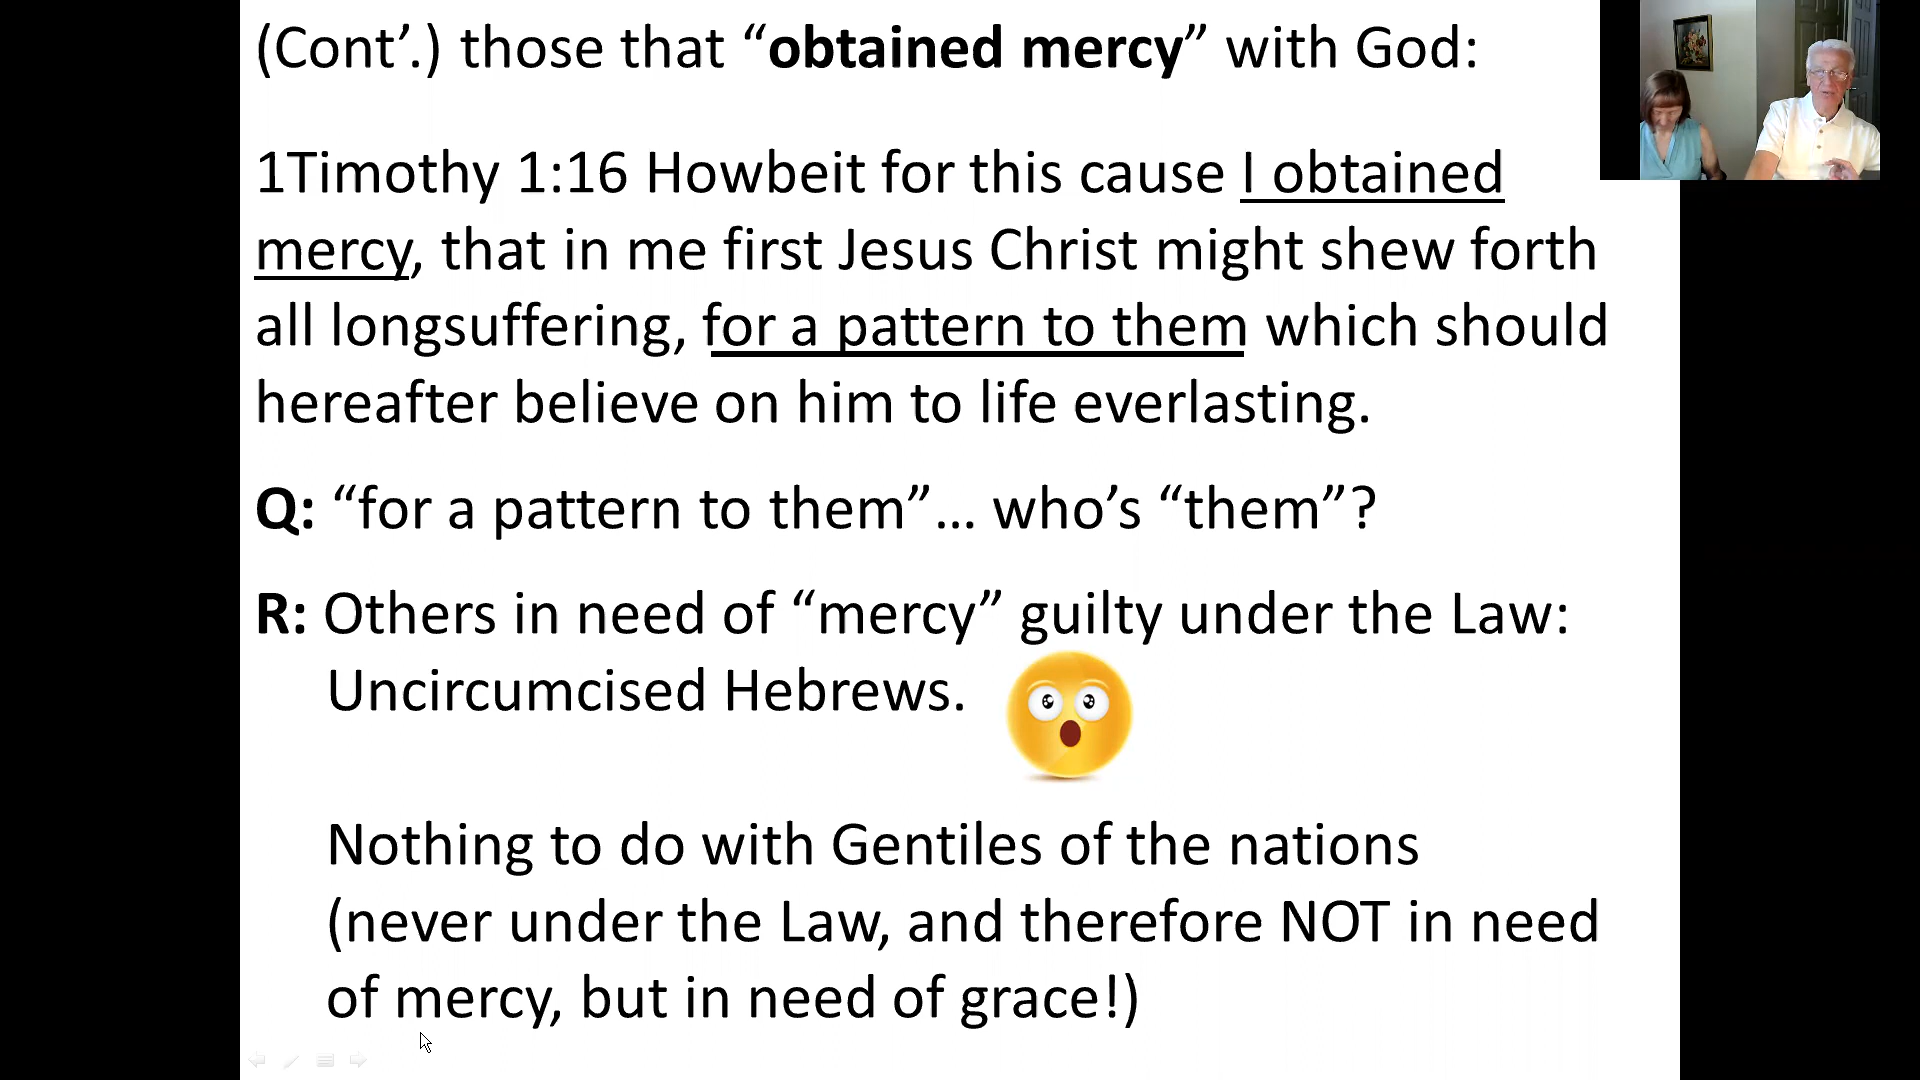 (Cont’.) those that “obtained mercy” with God:
1Timothy 1:16 Howbeit for this cause I obtained
mercy, that in me first Jesus Christ might shew forth
all longsuffering, for a pattern to them which should
hereafter believe on him to life everlasting.
Q: “for a pattern to them”… who’s “them”?
R: Others in need of “mercy” guilty under the Law:
Uncircumcised Hebrews.
Nothing to do with Gentiles of the nations
(never under the Law, and therefore NOT in need
of mercy, but in need of grace!)